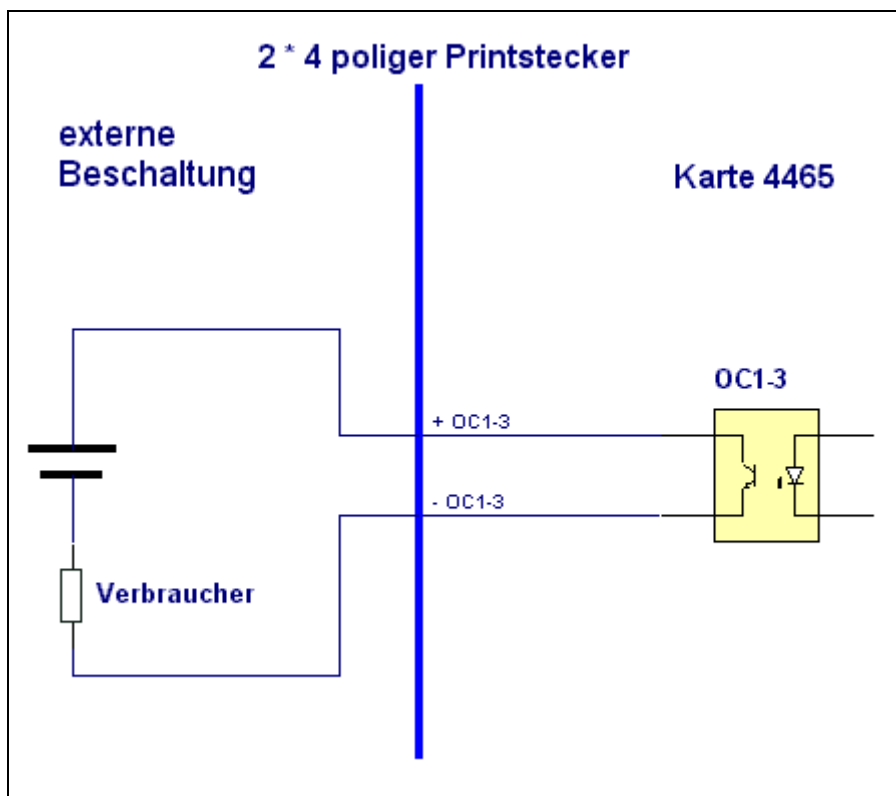 2 * 4 poliger Printstecker
externe
Beschaltung
Karte 4465
OC1-3
+ OC1-3
- OC1-3
Verbraucher